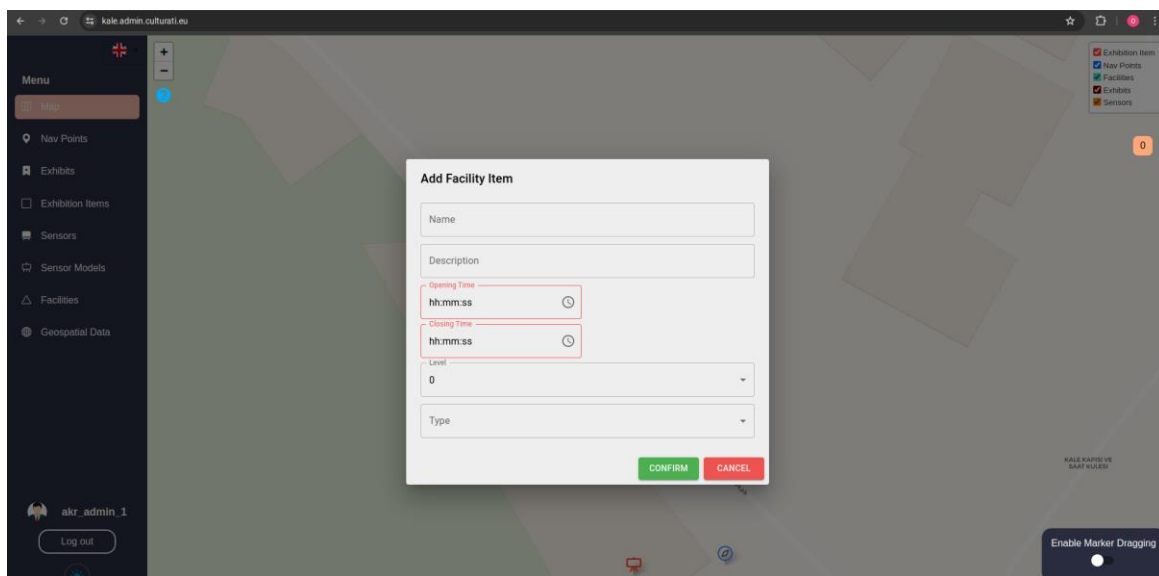 kale.admin.culturati.eu
Menu
Map
Nav Points
Exhibits
Exhibition Items
Sensors
Sensor Models
Facilities
Geospatial Data
akr_admin_1
Log out
+
−
Exhibition Item
Nav Points
Facilities
Exhibits
Sensors
0
Add Facility Item
Name
Description
Opening Time
hh:mm:ss
Closing Time
hh:mm:ss
Level
0
Type
CONFIRM
CANCEL
KALE KAPISI VE
SAAT KULESI
Enable Marker Dragging